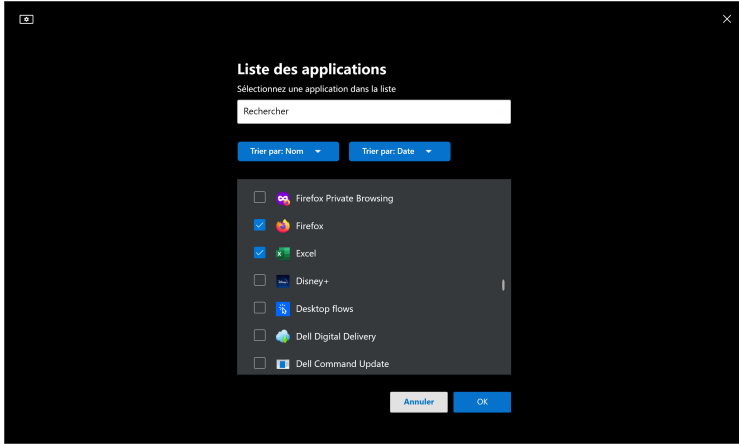 Liste des applications
Sélectionnez une application dans la liste
Rechercher
Trier par: Nom
Trier par: Date
Firefox Private Browsing
Firefox
Excel
Disney+
Desktop flows
Dell Digital Delivery
Dell Command Update
Annuler
OK